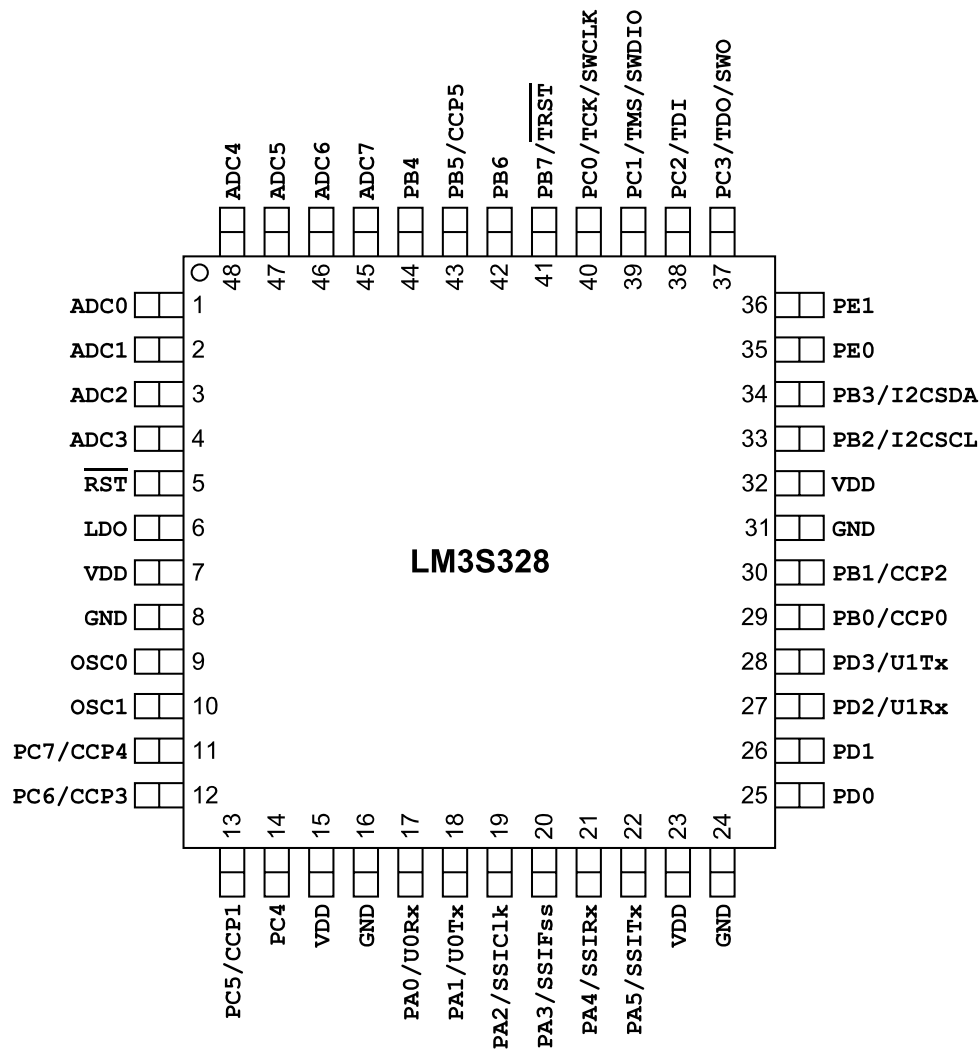 ADC4
ADC5
ADC6
ADC7
PB4
PB5/CCP5
PB6
PB7/TRST
PC0/TCK/SWCLK
PC1/TMS/SWDIO
PC2/TDI
PC3/TDO/SWO
48
47
46
45
44
43
42
41
40
39
38
37
ADC0 1
ADC1 2
ADC2 3
ADC3 4
RST 5
LDO 6
VDD 7
GND 8
OSC0 9
OSC1 10
PC7/CCP4 11
PC6/CCP3 12
LM3S328
36 PE1
35 PE0
34 PB3/I2CSDA
33 PB2/I2CSCL
32 VDD
31 GND
30 PB1/CCP2
29 PB0/CCP0
28 PD3/U1Tx
27 PD2/U1Rx
26 PD1
25 PD0
13
14
15
16
17
18
19
20
21
22
23
24
PC5/CCP1
PC4
VDD
GND
PA0/U0Rx
PA1/U0Tx
PA2/SSIClk
PA3/SSIFss
PA4/SSIRx
PA5/SSITx
VDD
GND